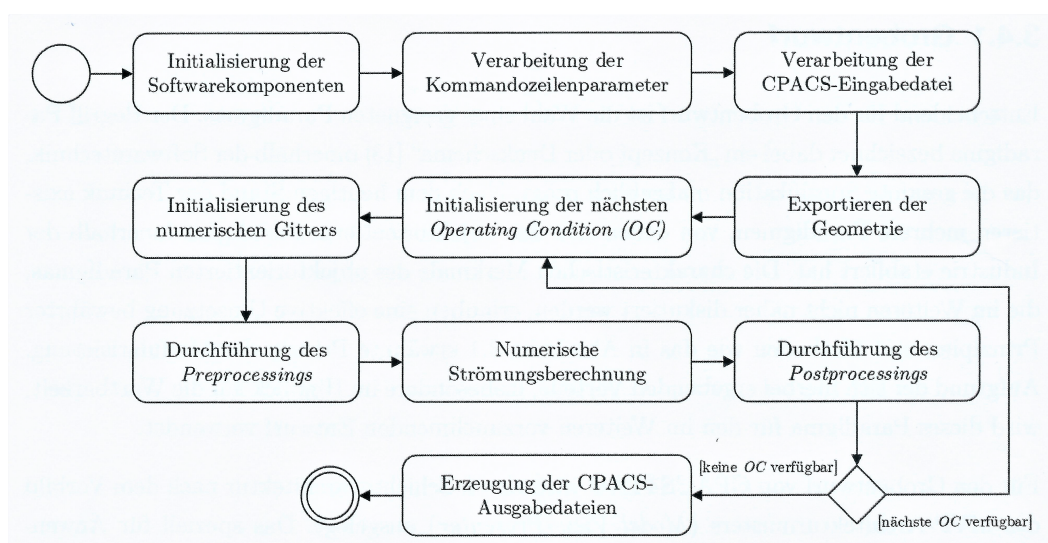 Initialisierung der
Softwarekomponenten
Verarbeitung der
Kommandozeilenparameter
Verarbeitung der
CPACS-Eingabedatei
Initialisierung des
numerischen Gitters
Initialisierung der nächsten
Operating Condition (OC)
Exportieren der
Geometrie
Durchführung des
Preprocessings
Numerische
Strömungsberechnung
Durchführung des
Postprocessings
Erzeugung der CPACS-
Ausgabedateien
[keine OC verfügbar]
[nächste OC verfügbar]